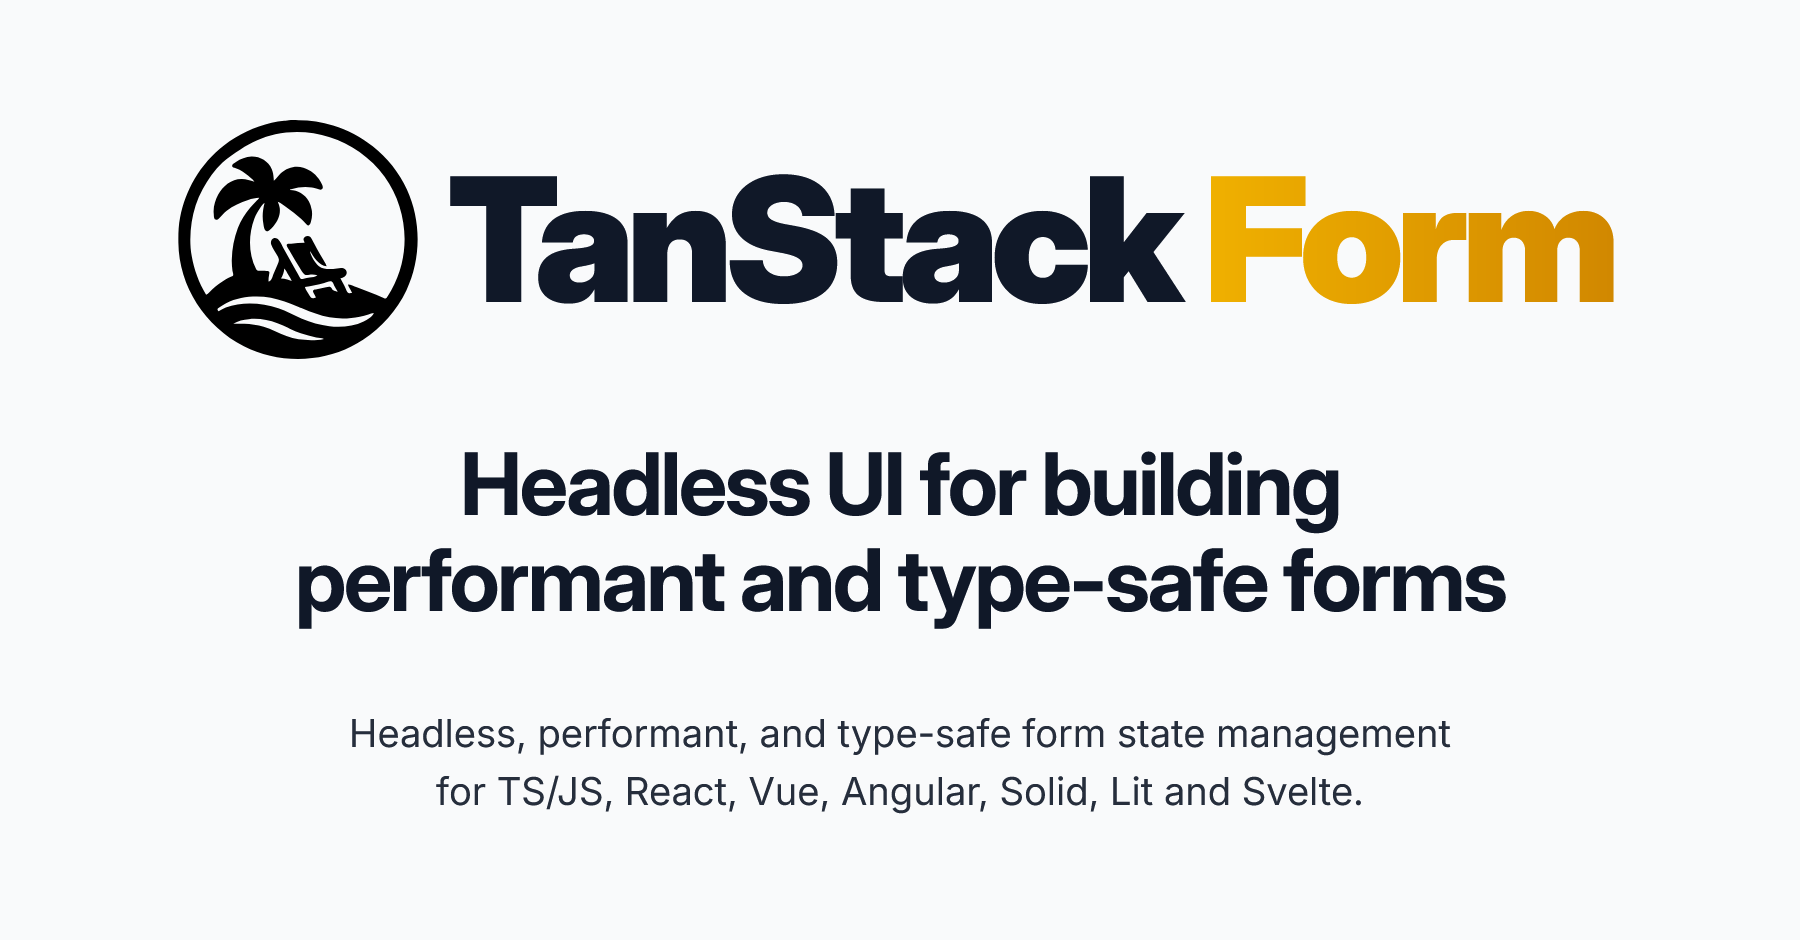 TanStack Form
Headless UI for building
performant and type-safe forms
Headless, performant, and type-safe form state management
for TS/JS, React, Vue, Angular, Solid, Lit and Svelte.